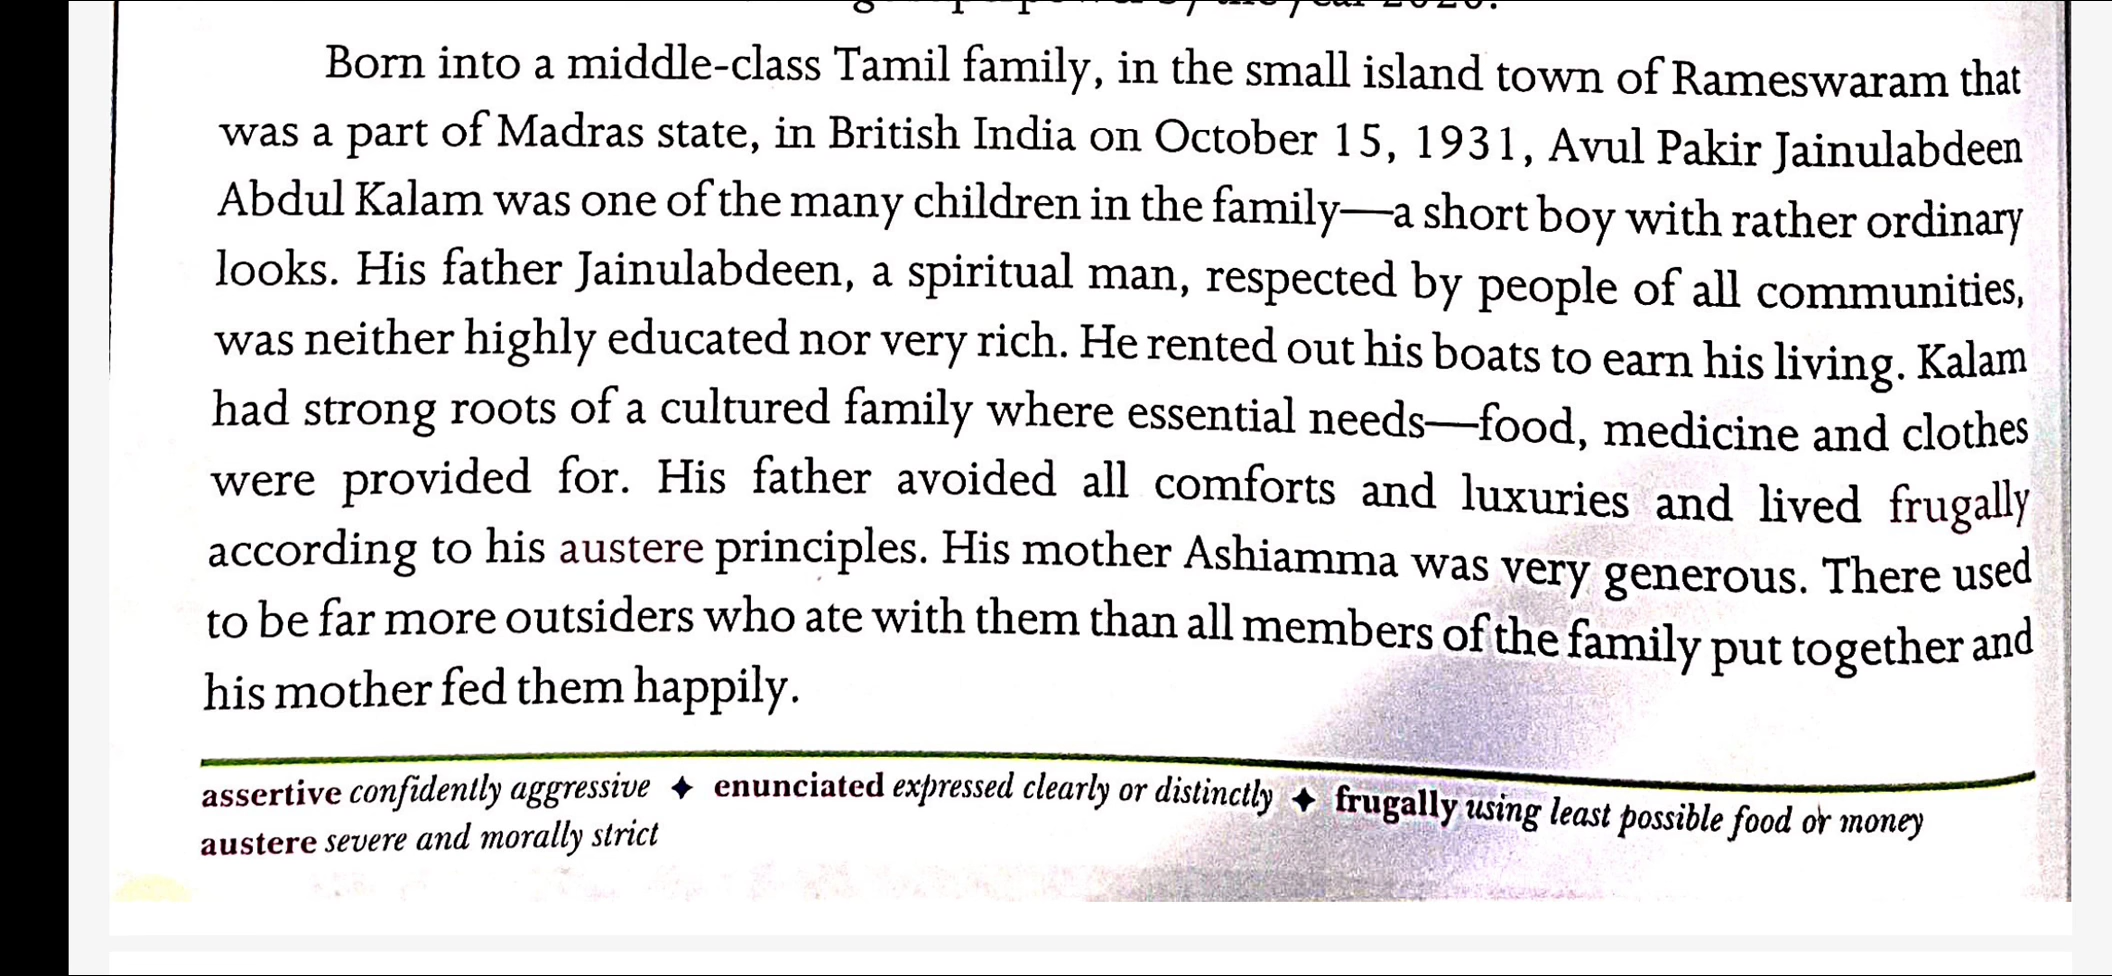 Born into a middle-class Tamil family, in the small island town of Rameswaram that
was a part of Madras state, in British India on October 15, 1931, Avul Pakir Jainulabdeen
Abdul Kalam was one of the many children in the family—a short boy with rather ordinary
looks. His father Jainulabdeen, a spiritual man, respected by people of all communities,
was neither highly educated nor very rich. He rented out his boats to earn his living. Kalam
had strong roots of a cultured family where essential needs—food, medicine and clothes
were provided for. His father avoided all comforts and luxuries and lived frugally
according to his austere principles. His mother Ashiamma was very generous. There used
to be far more outsiders who ate with them than all members of the family put together and
his mother fed them happily.
assertive confidently aggressive ✦ enunciated expressed clearly or distinctly ✦ frugally using least possible food or money
austere severe and morally strict